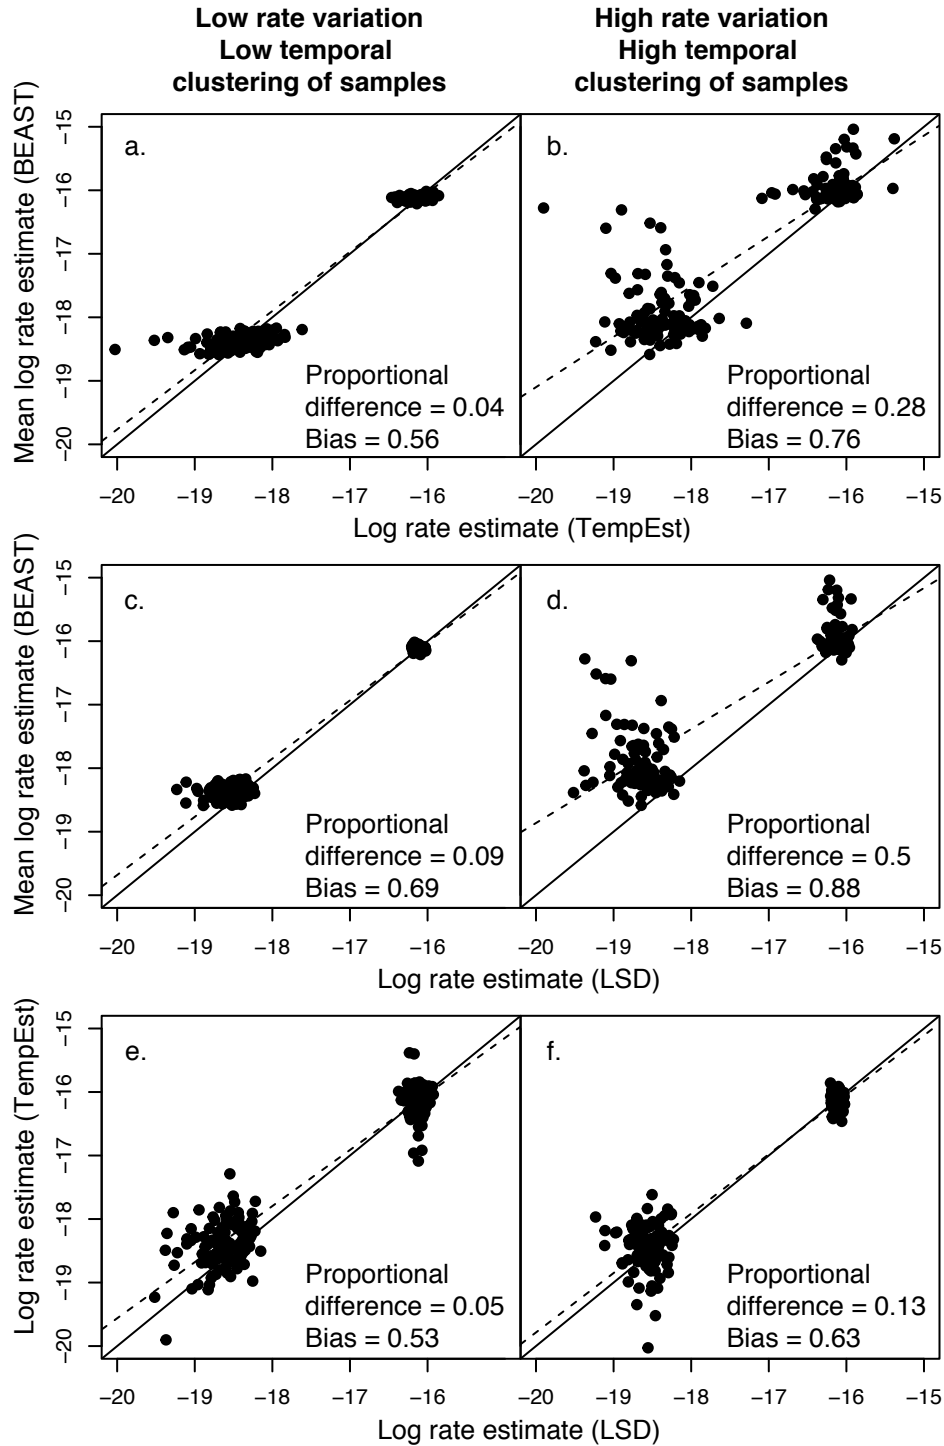 Low rate variation
Low temporal
clustering of samples
High rate variation
High temporal
clustering of samples
Mean log rate estimate (BEAST)
−15
−16
−17
−18
−19
−20
a.
Proportional
difference = 0.04
Bias = 0.56
b.
Proportional
difference = 0.28
Bias = 0.76
−20 −19 −18 −17 −16 −20 −19 −18 −17 −16 −15
Log rate estimate (TempEst)
Mean log rate estimate (BEAST)
−15
−16
−17
−18
−19
−20
c.
Proportional
difference = 0.09
Bias = 0.69
d.
Proportional
difference = 0.5
Bias = 0.88
−20 −19 −18 −17 −16 −20 −19 −18 −17 −16 −15
Log rate estimate (LSD)
Log rate estimate (TempEst)
−15
−16
−17
−18
−19
−20
e.
Proportional
difference = 0.05
Bias = 0.53
f.
Proportional
difference = 0.13
Bias = 0.63
−20 −19 −18 −17 −16 −20 −19 −18 −17 −16 −15
Log rate estimate (LSD)